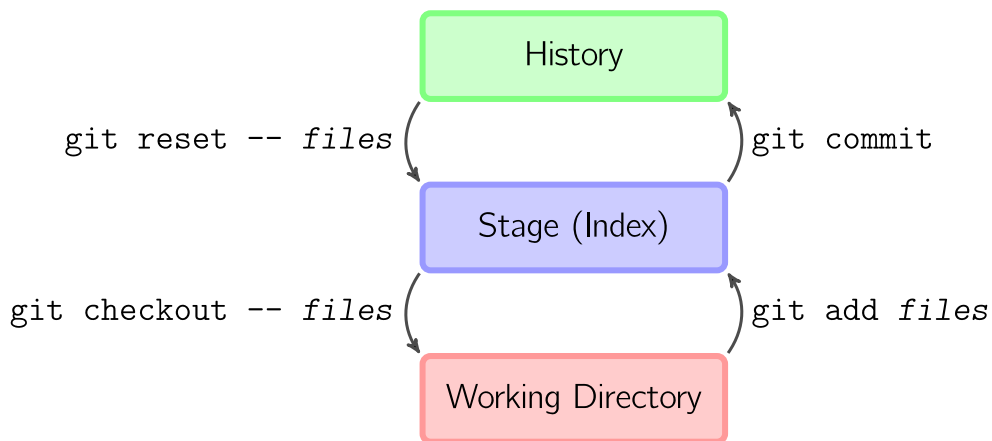 History
git reset -- files
git commit
Stage (Index)
git checkout -- files
git add files
Working Directory